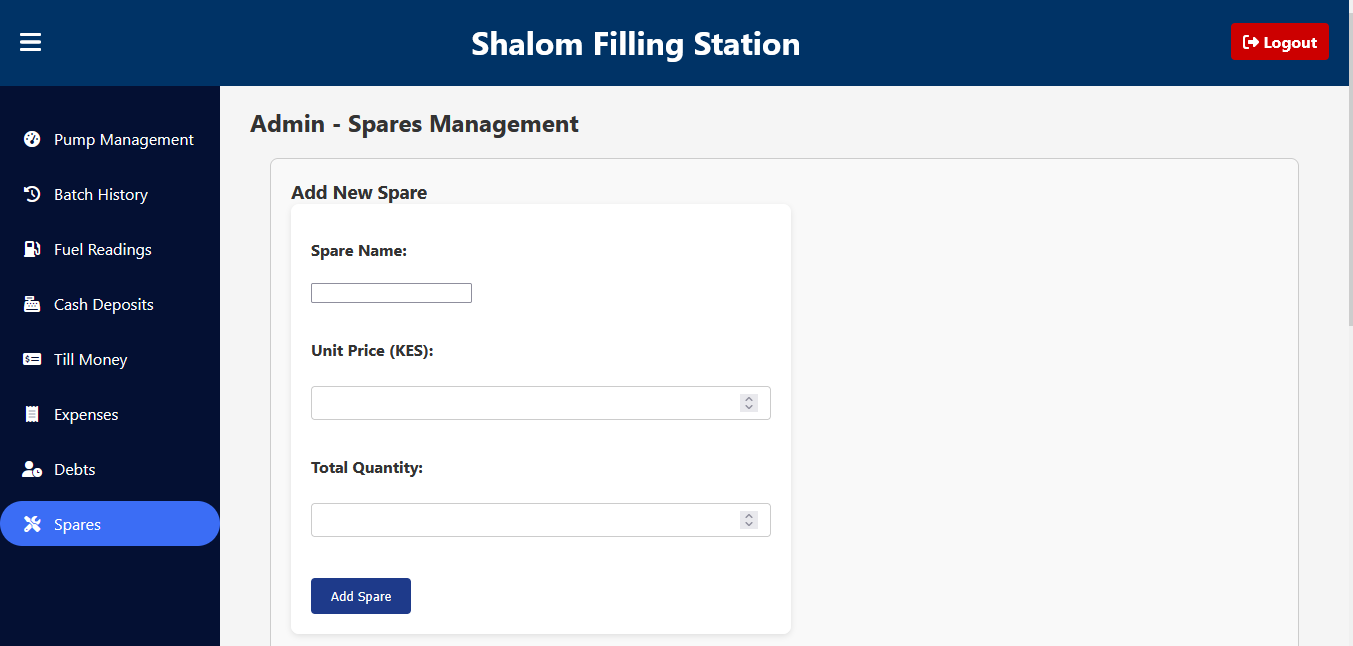 Shalom Filling Station
Logout
Pump Management
Batch History
Fuel Readings
Cash Deposits
Till Money
Expenses
Debts
Spares
Admin - Spares Management
Add New Spare
Spare Name:
Unit Price (KES):
Total Quantity:
Add Spare